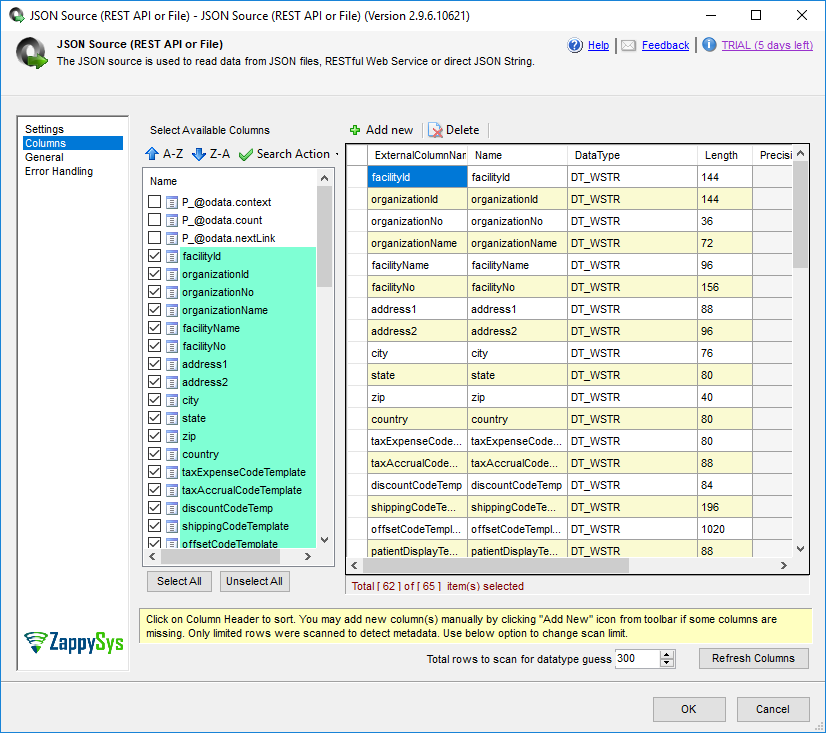 JSON Source (REST API or File) - JSON Source (REST API or File) (Version 2.9.6.10621)
JSON Source (REST API or File)
The JSON source is used to read data from JSON files, RESTful Web Service or direct JSON String.
Help
Feedback
TRIAL (5 days left)
Settings
Columns
General
Error Handling
Select Available Columns
A-Z Z-A Search Action
Name
P_@odata.context
P_@odata.count
P_@odata.nextLink
facilityId
organizationId
organizationNo
organizationName
facilityName
facilityNo
address1
address2
city
state
zip
country
taxExpenseCodeTemplate
taxAccrualCodeTemplate
discountCodeTemp
shippingCodeTemplate
offsetCodeTemplate
Select All
Unselect All
Add new Delete
ExternalColumnNar Name DataType Length Precisi
facilityId facilityId DT_WSTR 144
organizationId organizationId DT_WSTR 144
organizationNo organizationNo DT_WSTR 36
organizationName organizationName DT_WSTR 72
facilityName facilityName DT_WSTR 96
facilityNo facilityNo DT_WSTR 156
address1 address1 DT_WSTR 88
address2 address2 DT_WSTR 96
city city DT_WSTR 76
state state DT_WSTR 80
zip zip DT_WSTR 40
country country DT_WSTR 80
taxExpenseCode... taxExpenseCode... DT_WSTR 80
taxAccrualCode... taxAccrualCode... DT_WSTR 88
discountCodeTemp discountCodeTemp DT_WSTR 84
shippingCodeTe... shippingCodeTe... DT_WSTR 196
offsetCodeTempl... offsetCodeTempl... DT_WSTR 1020
patientDisplayTe... patientDisplayTe... DT_WSTR 88
Total [ 62 ] of [ 65 ] item(s) selected
ZappySys
Click on Column Header to sort. You may add new column(s) manually by clicking "Add New" icon from toolbar if some columns are
missing. Only limited rows were scanned to detect metadata. Use below option to change scan limit.
Total rows to scan for datatype guess 300
Refresh Columns
OK
Cancel